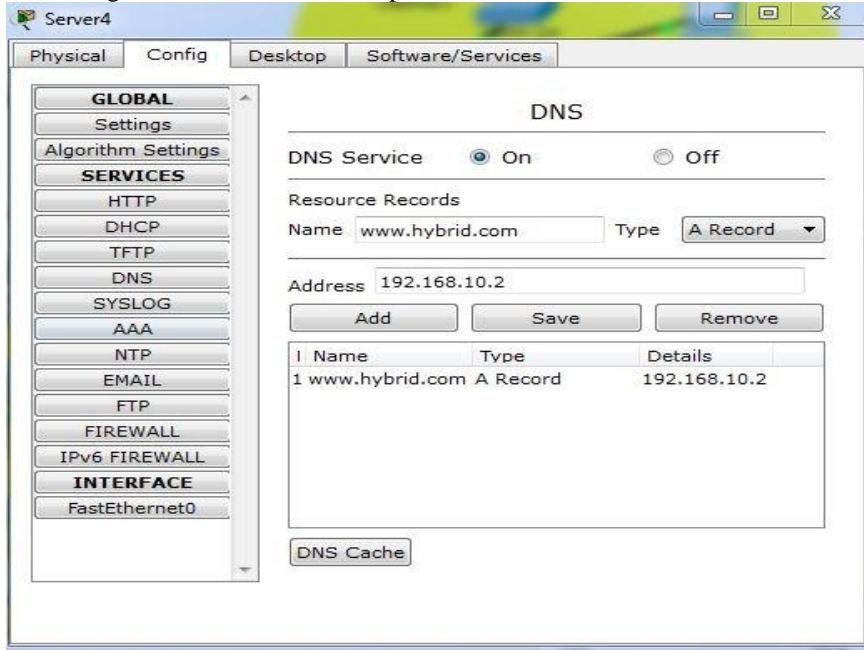 Server4
Physical Config Desktop Software/Services
GLOBAL
Settings
Algorithm Settings
SERVICES
HTTP
DHCP
TFTP
DNS
SYSLOG
AAA
NTP
EMAIL
FTP
FIREWALL
IPv6 FIREWALL
INTERFACE
FastEthernet0
DNS
DNS Service On Off
Resource Records
Name www.hybrid.com Type A Record
Address 192.168.10.2
Add Save Remove
Name Type Details
1 www.hybrid.com A Record 192.168.10.2
DNS Cache